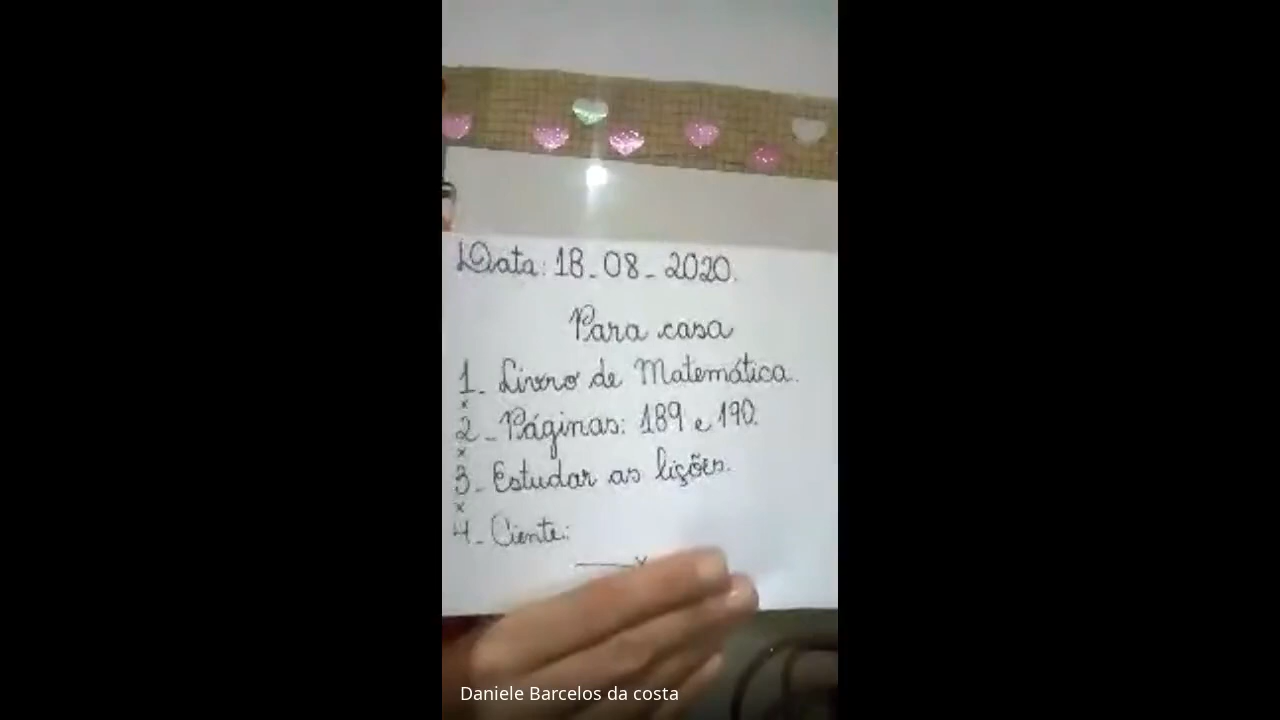 Data: 18-08-2020.
Para casa
1- Livro de Matemática.
x
2- Páginas: 189 e 190.
x
3- Estudar as lições.
x
4- Ciente:
x
Daniele Barcelos da costa